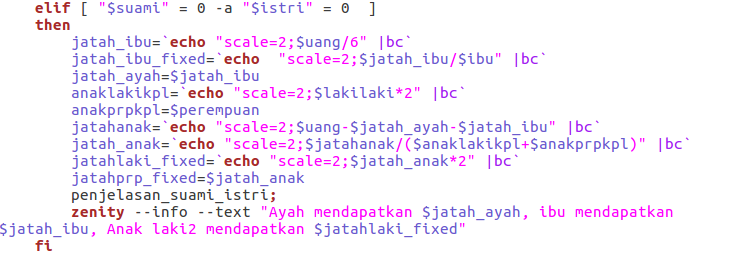 elif [ "$suami" = 0 -a "$istri" = 0  ]
then
jatah_ibu=`echo "scale=2;$uang/6" |bc`
jatah_ibu_fixed=`echo  "scale=2;$jatah_ibu/$ibu" |bc`
jatah_ayah=$jatah_ibu
anaklakikpl=`echo "scale=2;$lakilaki*2" |bc`
anakprpkpl=$perempuan
jatahanak=`echo "scale=2;$uang-$jatah_ayah-$jatah_ibu" |bc`
jatah_anak=`echo "scale=2;$jatahanak/($anaklakikpl+$anakprpkpl)" |bc`
jatahlaki_fixed=`echo "scale=2;$jatah_anak*2" |bc`
jatahprp_fixed=$jatah_anak
penjelasan_suami_istri;
zenity --info --text "Ayah mendapatkan $jatah_ayah, ibu mendapatkan
$jatah_ibu, Anak laki2 mendapatkan $jatahlaki_fixed"
fi